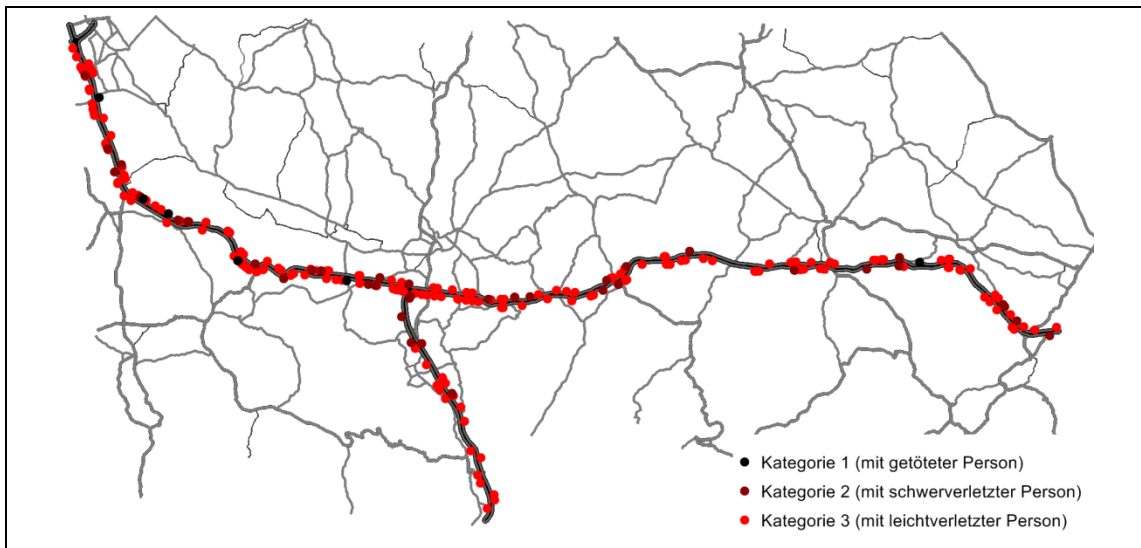 Kategorie 1 (mit getöteter Person)
Kategorie 2 (mit schwerverletzter Person)
Kategorie 3 (mit leichtverletzter Person)